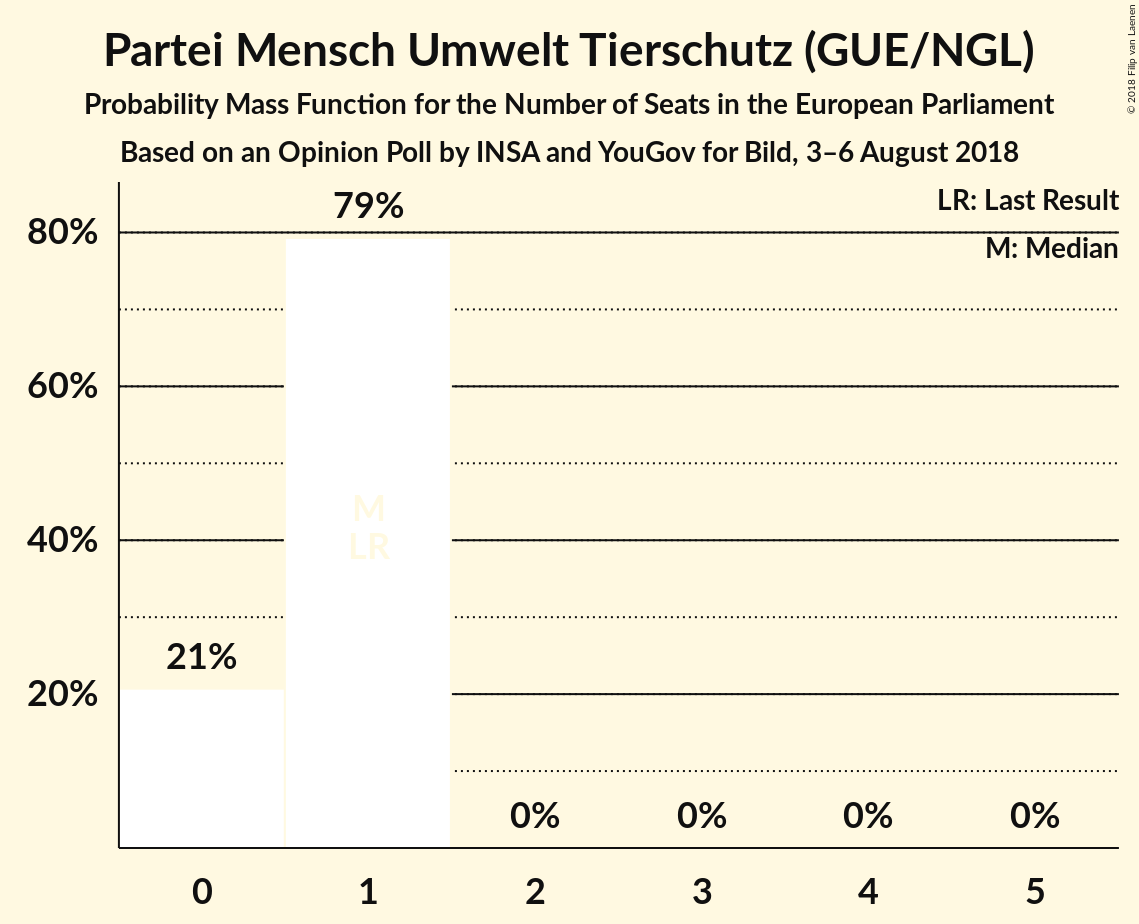 Partei Mensch Umwelt Tierschutz (GUE/NGL)
Probability Mass Function for the Number of Seats in the European Parliament
Based on an Opinion Poll by INSA and YouGov for Bild, 3–6 August 2018
© 2018 Filip van Laenen
LR: Last Result
M: Median
79%
80%
60%
M
LR
40%
21%
20%
0% 0% 0% 0%
0 1 2 3 4 5